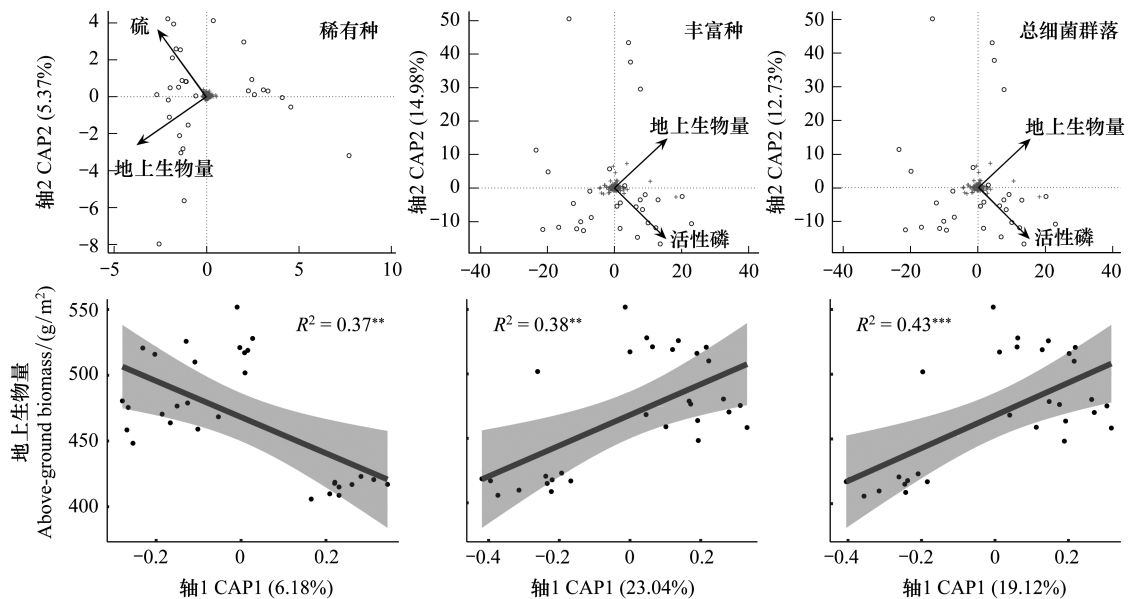 轴2 CAP2 (5.37%)
4
2
0
−2
−4
−6
−8
硫
稀有种
地上生物量
−5
0
5
10
轴2 CAP2 (14.98%)
50
40
30
20
10
0
−10
丰富种
地上生物量
活性磷
−40
−20
0
20
40
轴2 CAP2 (12.73%)
50
40
30
20
10
0
−10
总细菌群落
地上生物量
活性磷
−40
−20
0
20
40
地上生物量
Above-ground biomass/(g/m2)
550
500
450
400
R2 = 0.37**
−0.2
0
0.2
轴1 CAP1 (6.18%)
R2 = 0.38**
−0.4
−0.2
0
0.2
轴1 CAP1 (23.04%)
R2 = 0.43***
−0.4
−0.2
0
0.2
轴1 CAP1 (19.12%)